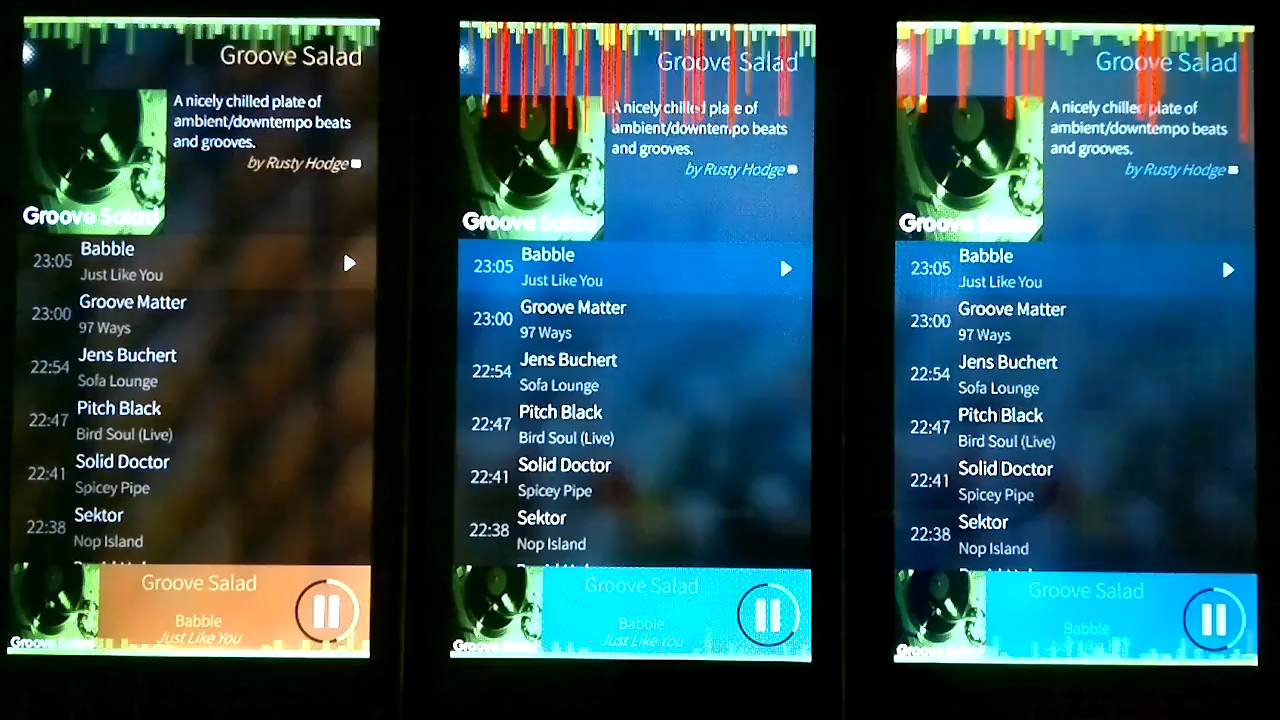 Groove Salad
A nicely chilled plate of
ambient/downtempo beats
and grooves.
by Rusty Hodge
Groove Salad
23:05 Babble
Just Like You
23:00 Groove Matter
97 Ways
22:54 Jens Buchert
Sofa Lounge
22:47 Pitch Black
Bird Soul (Live)
22:41 Solid Doctor
Spicey Pipe
22:38 Sektor
Nop Island
Groove Salad
Babble
Just Like You
Groove Salad
Groove Salad
A nicely chilled plate of
ambient/downtempo beats
and grooves.
by Rusty Hodge
Groove Salad
23:05 Babble
Just Like You
23:00 Groove Matter
97 Ways
22:54 Jens Buchert
Sofa Lounge
22:47 Pitch Black
Bird Soul (Live)
22:41 Solid Doctor
Spicey Pipe
22:38 Sektor
Nop Island
Groove Salad
Babble
Just Like You
Groove Salad
Groove Salad
A nicely chilled plate of
ambient/downtempo beats
and grooves.
by Rusty Hodge
Groove Salad
23:05 Babble
Just Like You
23:00 Groove Matter
97 Ways
22:54 Jens Buchert
Sofa Lounge
22:47 Pitch Black
Bird Soul (Live)
22:41 Solid Doctor
Spicey Pipe
22:38 Sektor
Nop Island
Groove Salad
Babble
Groove